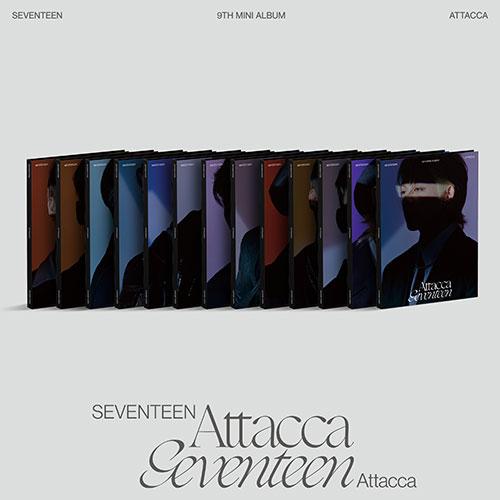 SEVENTEEN 9TH MINI ALBUM ATTACCA
Attacca
Seventeen
SEVENTEEN Attacca
Seventeen Attacca